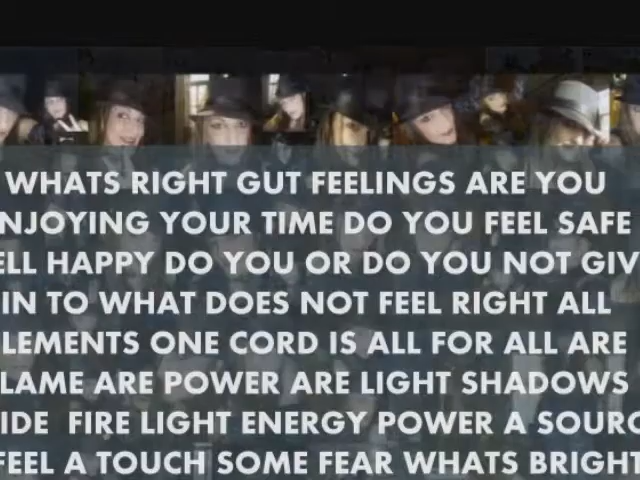 WHATS RIGHT GUT FEELINGS ARE YOU
NJOYING YOUR TIME DO YOU FEEL SAFE
ELL HAPPY DO YOU OR DO YOU NOT GIV
IN TO WHAT DOES NOT FEEL RIGHT ALL
LEMENTS ONE CORD IS ALL FOR ALL ARE
LAME ARE POWER ARE LIGHT SHADOWS
IDE FIRE LIGHT ENERGY POWER A SOURC
FEEL A TOUCH SOME FEAR WHATS BRIGHT